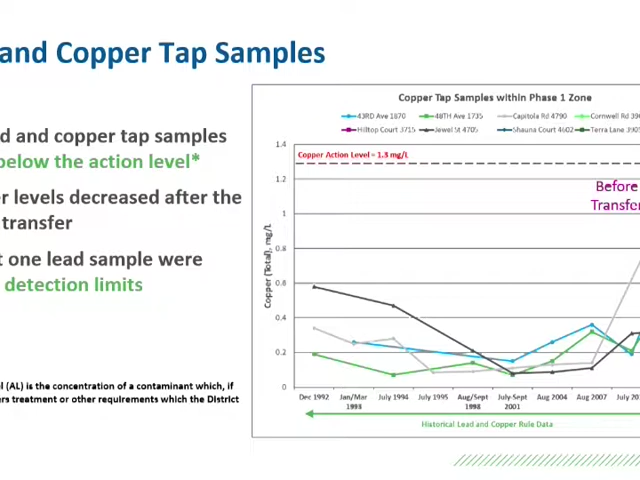 and Copper Tap Samples
d and copper tap samples
below the action level*
r levels decreased after the
transfer
t one lead sample were
detection limits
l (AL) is the concentration of a contaminant which, if
ers treatment or other requirements which the District
Copper Tap Samples within Phase 1 Zone
43RD Ave 1870 48TH Ave 1735 Capitola Rd 4790 Cornwell Rd 396
Hilltop Court 3715 Jewel St 4705 Shauna Court 4602 Terra Lane 3905
Copper Action Level = 1.3 mg/L
Before
Transfe
Copper (Total), mg/L
1.4
1.2
1
0.8
0.6
0.4
0.2
0
Dec 1992 Jan/Mar 1993 July 1994 July 1995 Aug/Sept 1998 July-Sept 2001 Aug 2004 Aug 2007 July 20
Historical Lead and Copper Rule Data